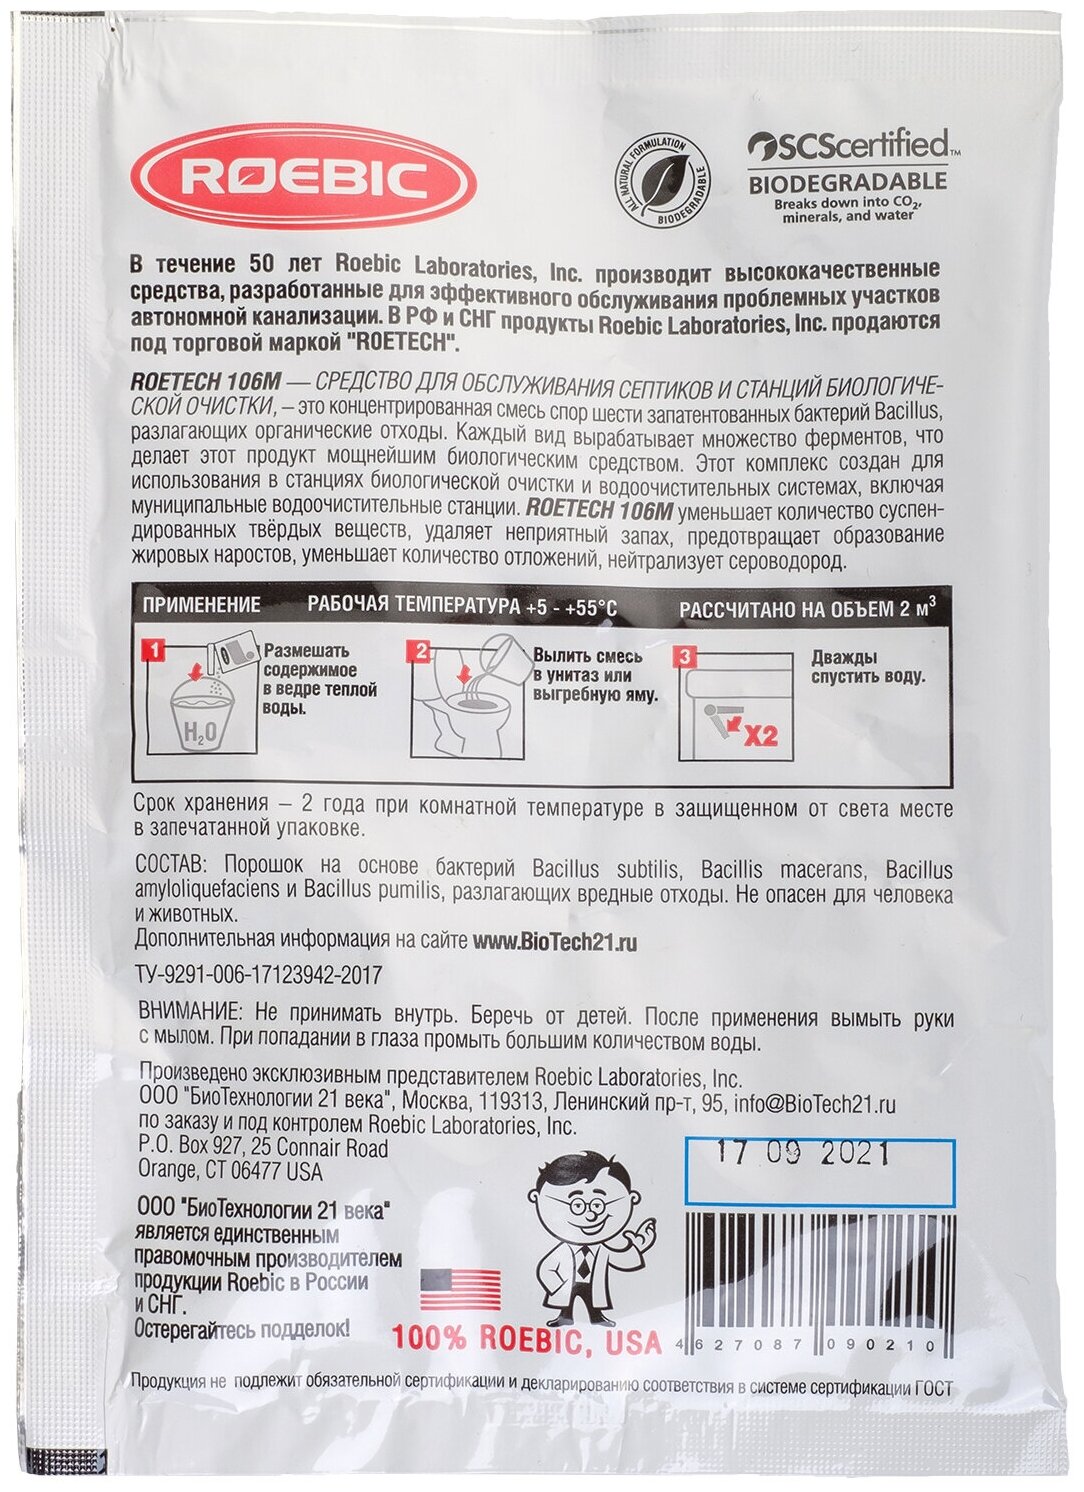 ROEBIC
ALL NATURAL FORMULATION
BIODEGRADABLE
SCScertified™
BIODEGRADABLE
Breaks down into CO₂,
minerals, and water
В течение 50 лет Roebic Laboratories, Inc. производит высококачественные
средства, разработанные для эффективного обслуживания проблемных участков
автономной канализации. В РФ и СНГ продукты Roebic Laboratories, Inc. продаются
под торговой маркой "ROETECH".
ROETECH 106M — СРЕДСТВО ДЛЯ ОБСЛУЖИВАНИЯ СЕПТИКОВ И СТАНЦИЙ БИОЛОГИЧЕ-
СКОЙ ОЧИСТКИ, – это концентрированная смесь спор шести запатентованных бактерий Bacillus,
разлагающих органические отходы. Каждый вид вырабатывает множество ферментов, что
делает этот продукт мощнейшим биологическим средством. Этот комплекс создан для
использования в станциях биологической очистки и водоочистительных системах, включая
муниципальные водоочистительные станции. ROETECH 106M уменьшает количество суспен-
дированных твёрдых веществ, удаляет неприятный запах, предотвращает образование
жировых наростов, уменьшает количество отложений, нейтрализует сероводород.
ПРИМЕНЕНИЕ РАБОЧАЯ ТЕМПЕРАТУРА +5 - +55°С РАССЧИТАНО НА ОБЪЕМ 2 м³
1
H₂O
Размешать
содержимое
в ведре теплой
воды.
2
Вылить смесь
в унитаз или
выгребную яму.
3
X2
Дважды
спустить воду.
Срок хранения – 2 года при комнатной температуре в защищенном от света месте
в запечатанной упаковке.
СОСТАВ: Порошок на основе бактерий Bacillus subtilis, Bacillis macerans, Bacillus
amyloliquefaciens и Bacillus pumilis, разлагающих вредные отходы. Не опасен для человека
и животных.
Дополнительная информация на сайте www.BioTech21.ru
ТУ-9291-006-17123942-2017
ВНИМАНИЕ: Не принимать внутрь. Беречь от детей. После применения вымыть руки
с мылом. При попадании в глаза промыть большим количеством воды.
Произведено эксклюзивным представителем Roebic Laboratories, Inc.
ООО "БиоТехнологии 21 века", Москва, 119313, Ленинский пр-т, 95, info@BioTech21.ru
по заказу и под контролем Roebic Laboratories, Inc.
P.O. Box 927, 25 Connair Road
Orange, CT 06477 USA
17 09 2021
ООО "БиоТехнологии 21 века"
является единственным
правомочным производителем
продукции Roebic в России
и СНГ.
Остерегайтесь подделок!
100% ROEBIC, USA
4 627087 090210
Продукция не подлежит обязательной сертификации и декларированию соответствия в системе сертификации ГОСТ